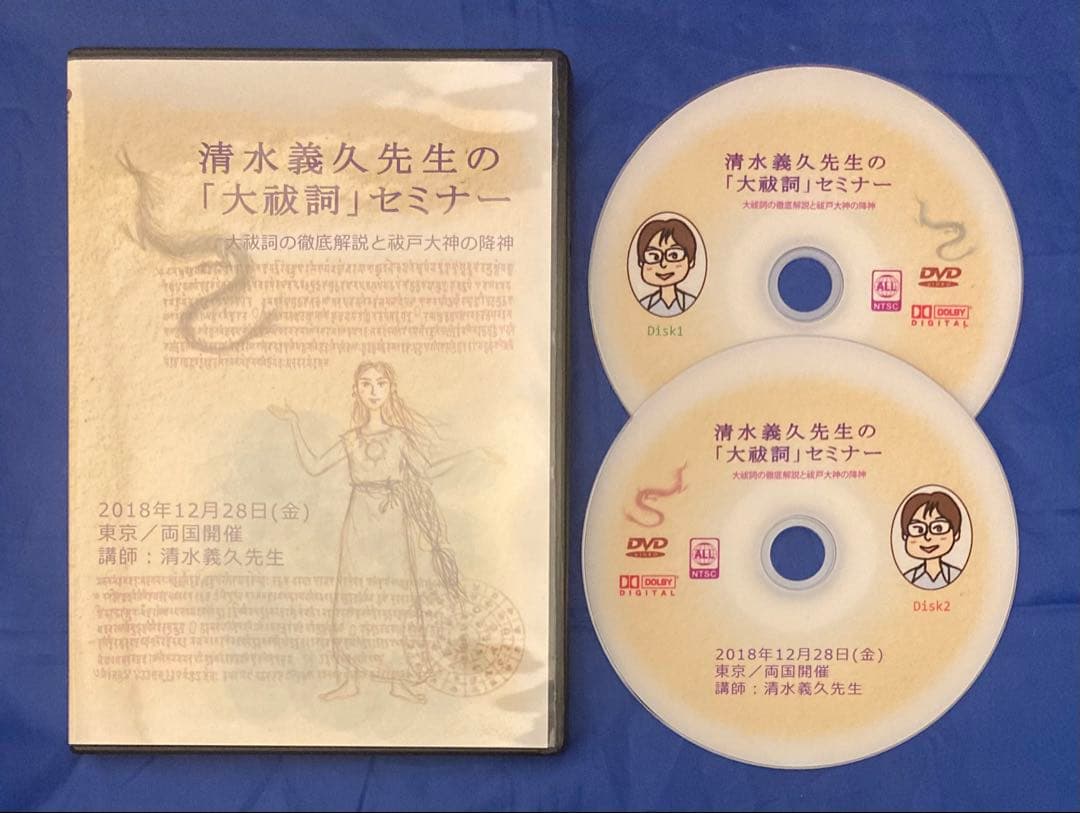 清水義久先生の
「大祓詞」セミナー
大祓詞の徹底解説と祓戸大神の降神
2018年12月28日(金)
東京／両国開催
講師：清水義久先生
清水義久先生の
「大祓詞」セミナー
大祓詞の徹底解説と祓戸大神の降神
Disk1
ALL
NTSC
DVD
VIDEO
DOLBY
DIGITAL
清水義久先生の
「大祓詞」セミナー
大祓詞の徹底解説と祓戸大神の降神
DVD
VIDEO
ALL
NTSC
DOLBY
DIGITAL
Disk2
2018年12月28日(金)
東京／両国開催
講師：清水義久先生